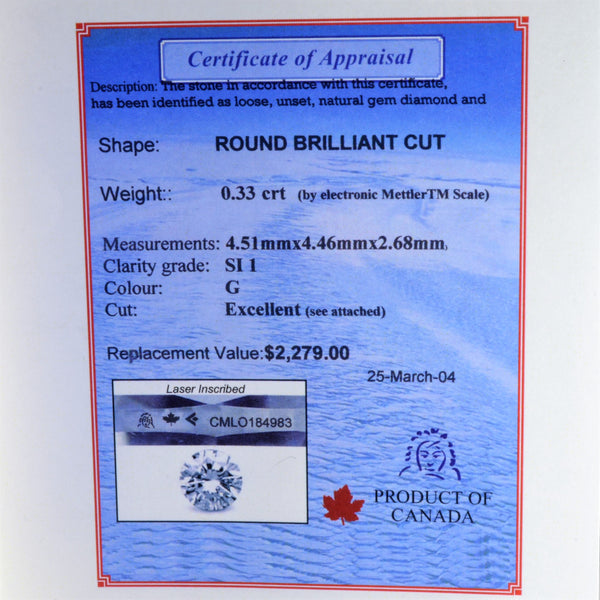 Certificate of Appraisal
Description: The stone in accordance with this certificate,
has been identified as loose, unset, natural gem diamond and
Shape: ROUND BRILLIANT CUT
Weight:: 0.33 crt (by electronic MettlerTM Scale)
Measurements: 4.51mmx4.46mmx2.68mm,
Clarity grade: SI 1
Colour: G
Cut: Excellent (see attached)
Replacement Value:$2,279.00
25-March-04
Laser Inscribed
CMLO184983
PRODUCT OF
CANADA